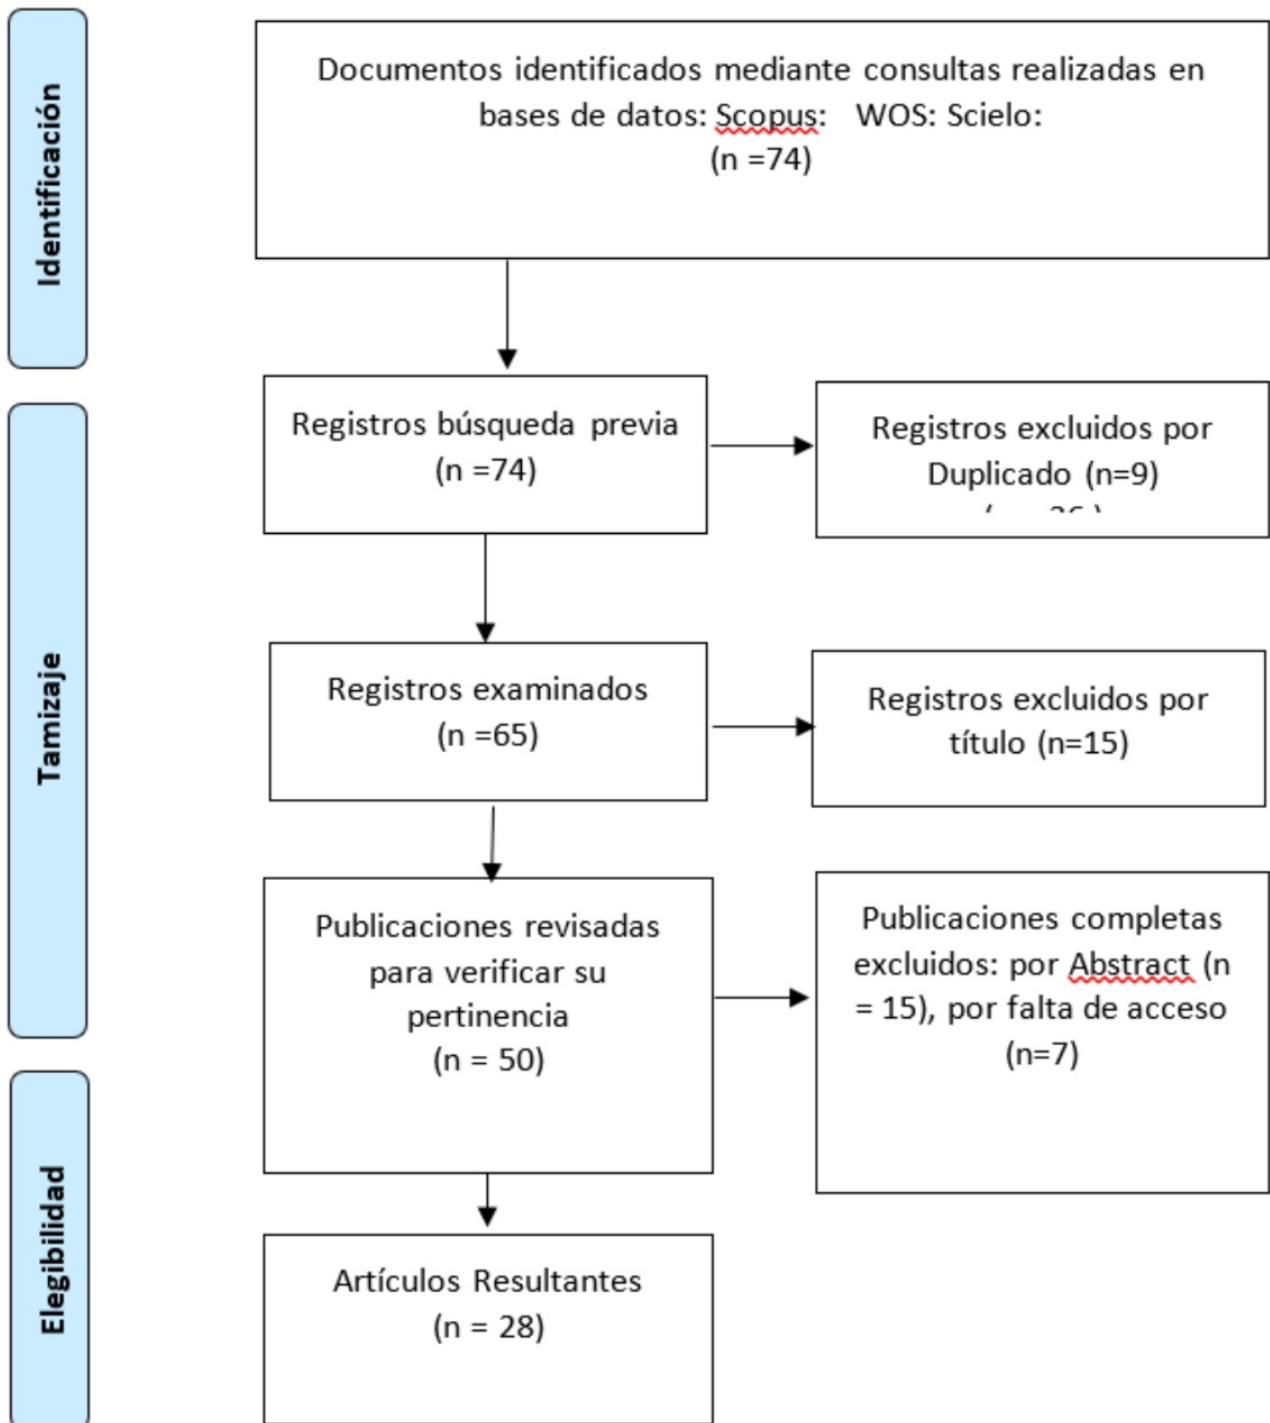 Identificación
Documentos identificados mediante consultas realizadas en
bases de datos: Scopus: WOS: Scielo:
(n =74)
Tamizaje
Registros búsqueda previa
(n =74)
Registros excluidos por
Duplicado (n=9)
Registros examinados
(n =65)
Registros excluidos por
título (n=15)
Publicaciones revisadas
para verificar su
pertinencia
(n = 50)
Publicaciones completas
excluidos: por Abstract (n
= 15), por falta de acceso
(n=7)
Elegibilidad
Artículos Resultantes
(n = 28)